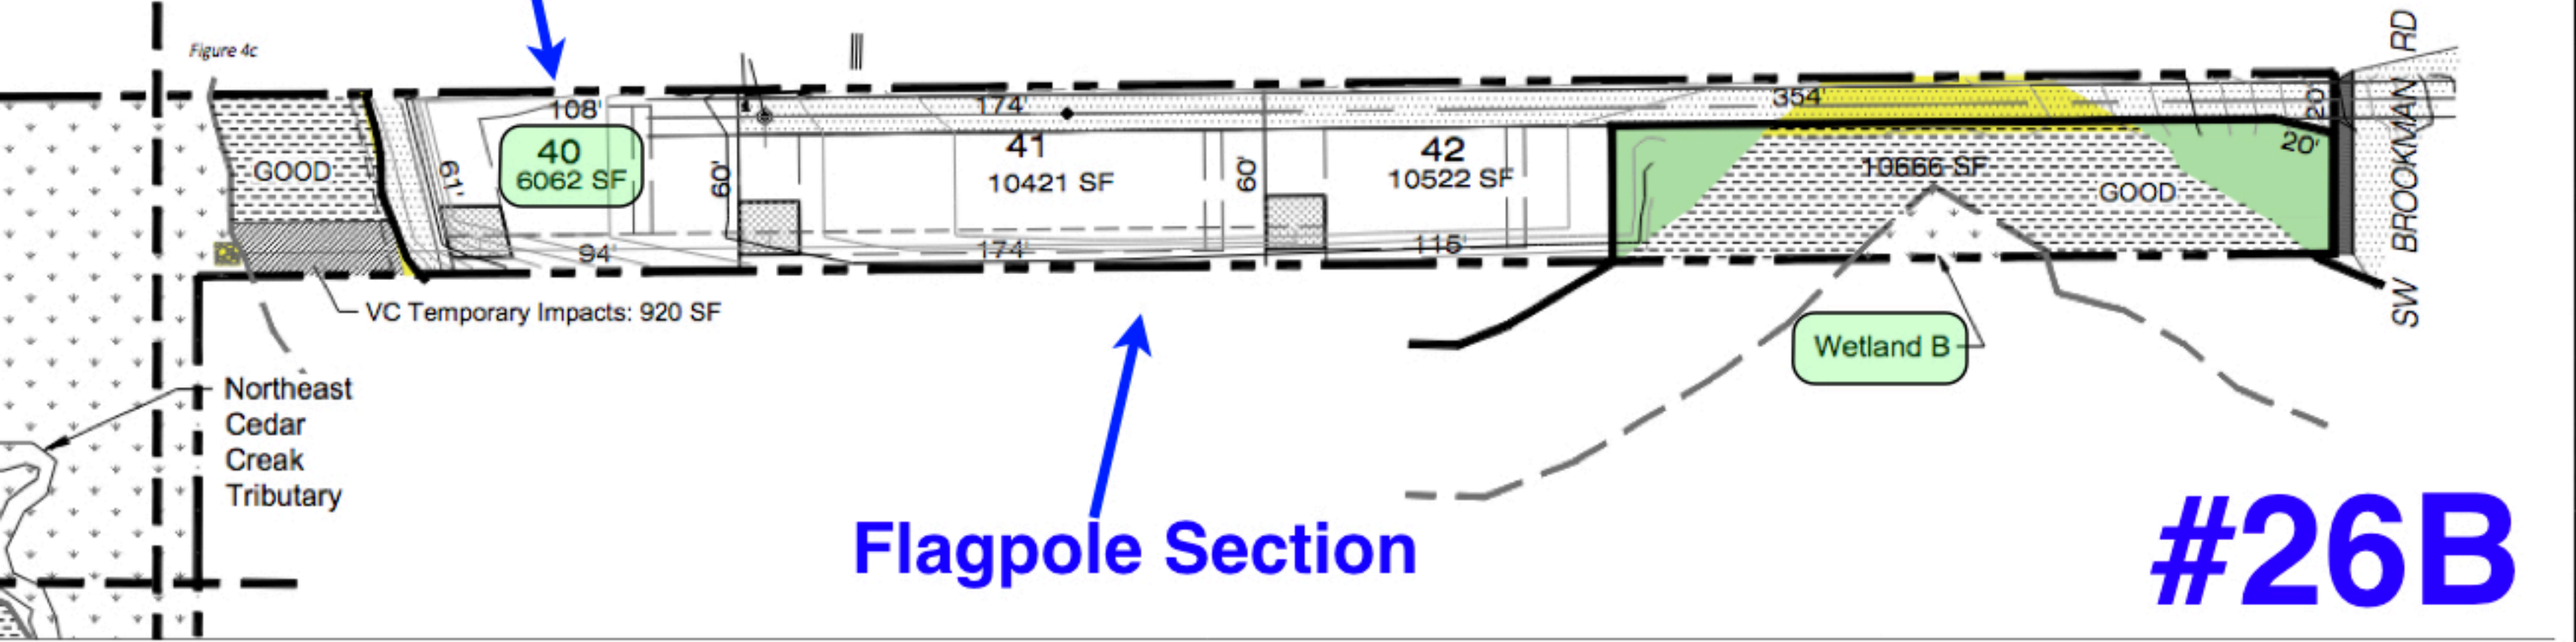 Figure 4c
108'
174'
354'
20'
SW BROOKMAN RD
GOOD
61'
40
6062 SF
60'
41
10421 SF
60'
42
10522 SF
10666 SF
GOOD
20'
94'
174'
115'
VC Temporary Impacts: 920 SF
Wetland B
Northeast
Cedar
Creak
Tributary
Flagpole Section
#26B